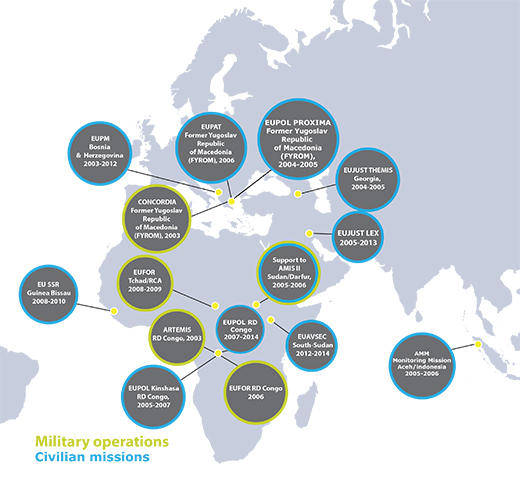 EUPM
Bosnia
& Herzegovina
2003-2012
EUPAT
Former Yugoslav
Republic
of Macedonia
(FYROM), 2006
EUPOL PROXIMA
Former Yugoslav
Republic
of Macedonia
(FYROM),
2004-2005
EUJUST THEMIS
Georgia,
2004-2005
CONCORDIA
Former Yugoslav
Republic
of Macedonia
(FYROM), 2003
EUJUST LEX
2005-2013
EUFOR
Tchad/RCA
2008-2009
Support to
AMIS II
Sudan/Darfur,
2005-2006
EU SSR
Guinea Bissau
2008-2010
ARTEMIS
RD Congo, 2003
EUPOL RD
Congo
2007-2014
EUAVSEC
South-Sudan
2012-2014
AMM
Monitoring Mission
Aceh/indonesia
2005-2006
EUPOL Kinshasa
RD Congo,
2005-2007
EUFOR RD Congo
2006
Military operations
Civilian missions